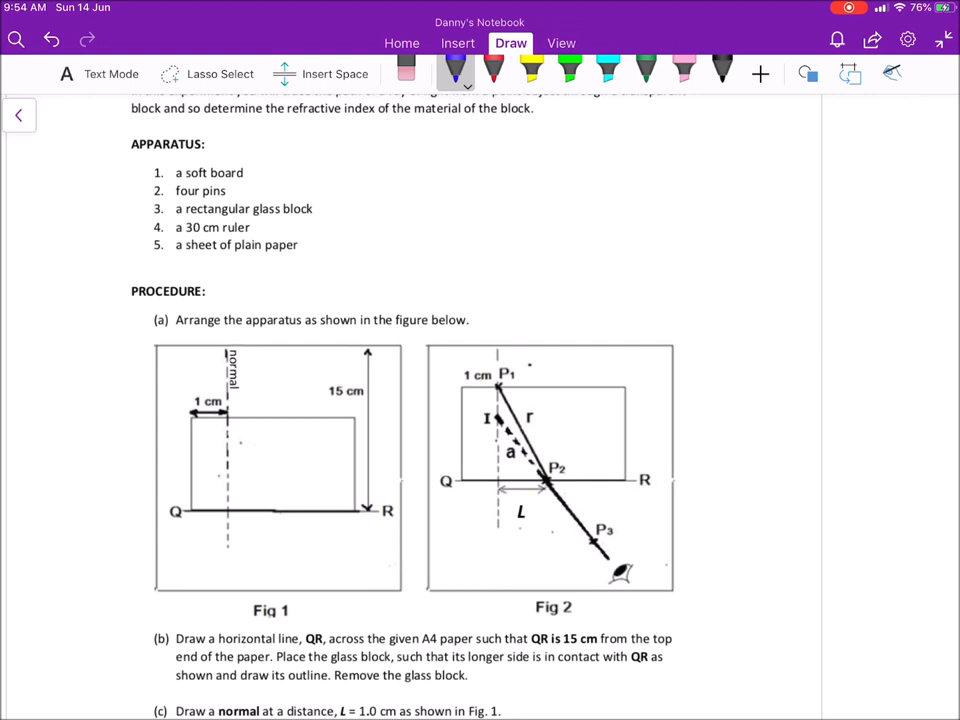 9:54 AM Sun 14 Jun
76%
Danny's Notebook
Home Insert Draw View
A Text Mode Lasso Select Insert Space
block and so determine the refractive index of the material of the block.
APPARATUS:
1. a soft board
2. four pins
3. a rectangular glass block
4. a 30 cm ruler
5. a sheet of plain paper
PROCEDURE:
(a) Arrange the apparatus as shown in the figure below.
normal
1 cm
15 cm
Q
R
Fig 1
1 cm P1
I r
a
P2
Q
R
L
P3
Fig 2
(b) Draw a horizontal line, QR, across the given A4 paper such that QR is 15 cm from the top
end of the paper. Place the glass block, such that its longer side is in contact with QR as
shown and draw its outline. Remove the glass block.
(c) Draw a normal at a distance, L = 1.0 cm as shown in Fig. 1.